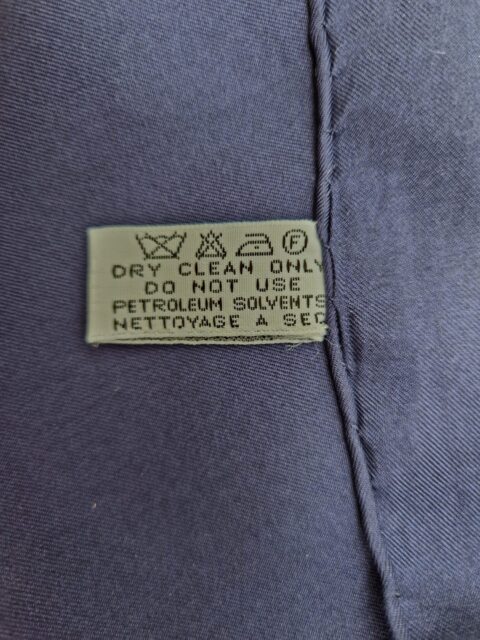 F
DRY CLEAN ONLY
DO NOT USE
PETROLEUM SOLVENTS
NETTOYAGE A SEC